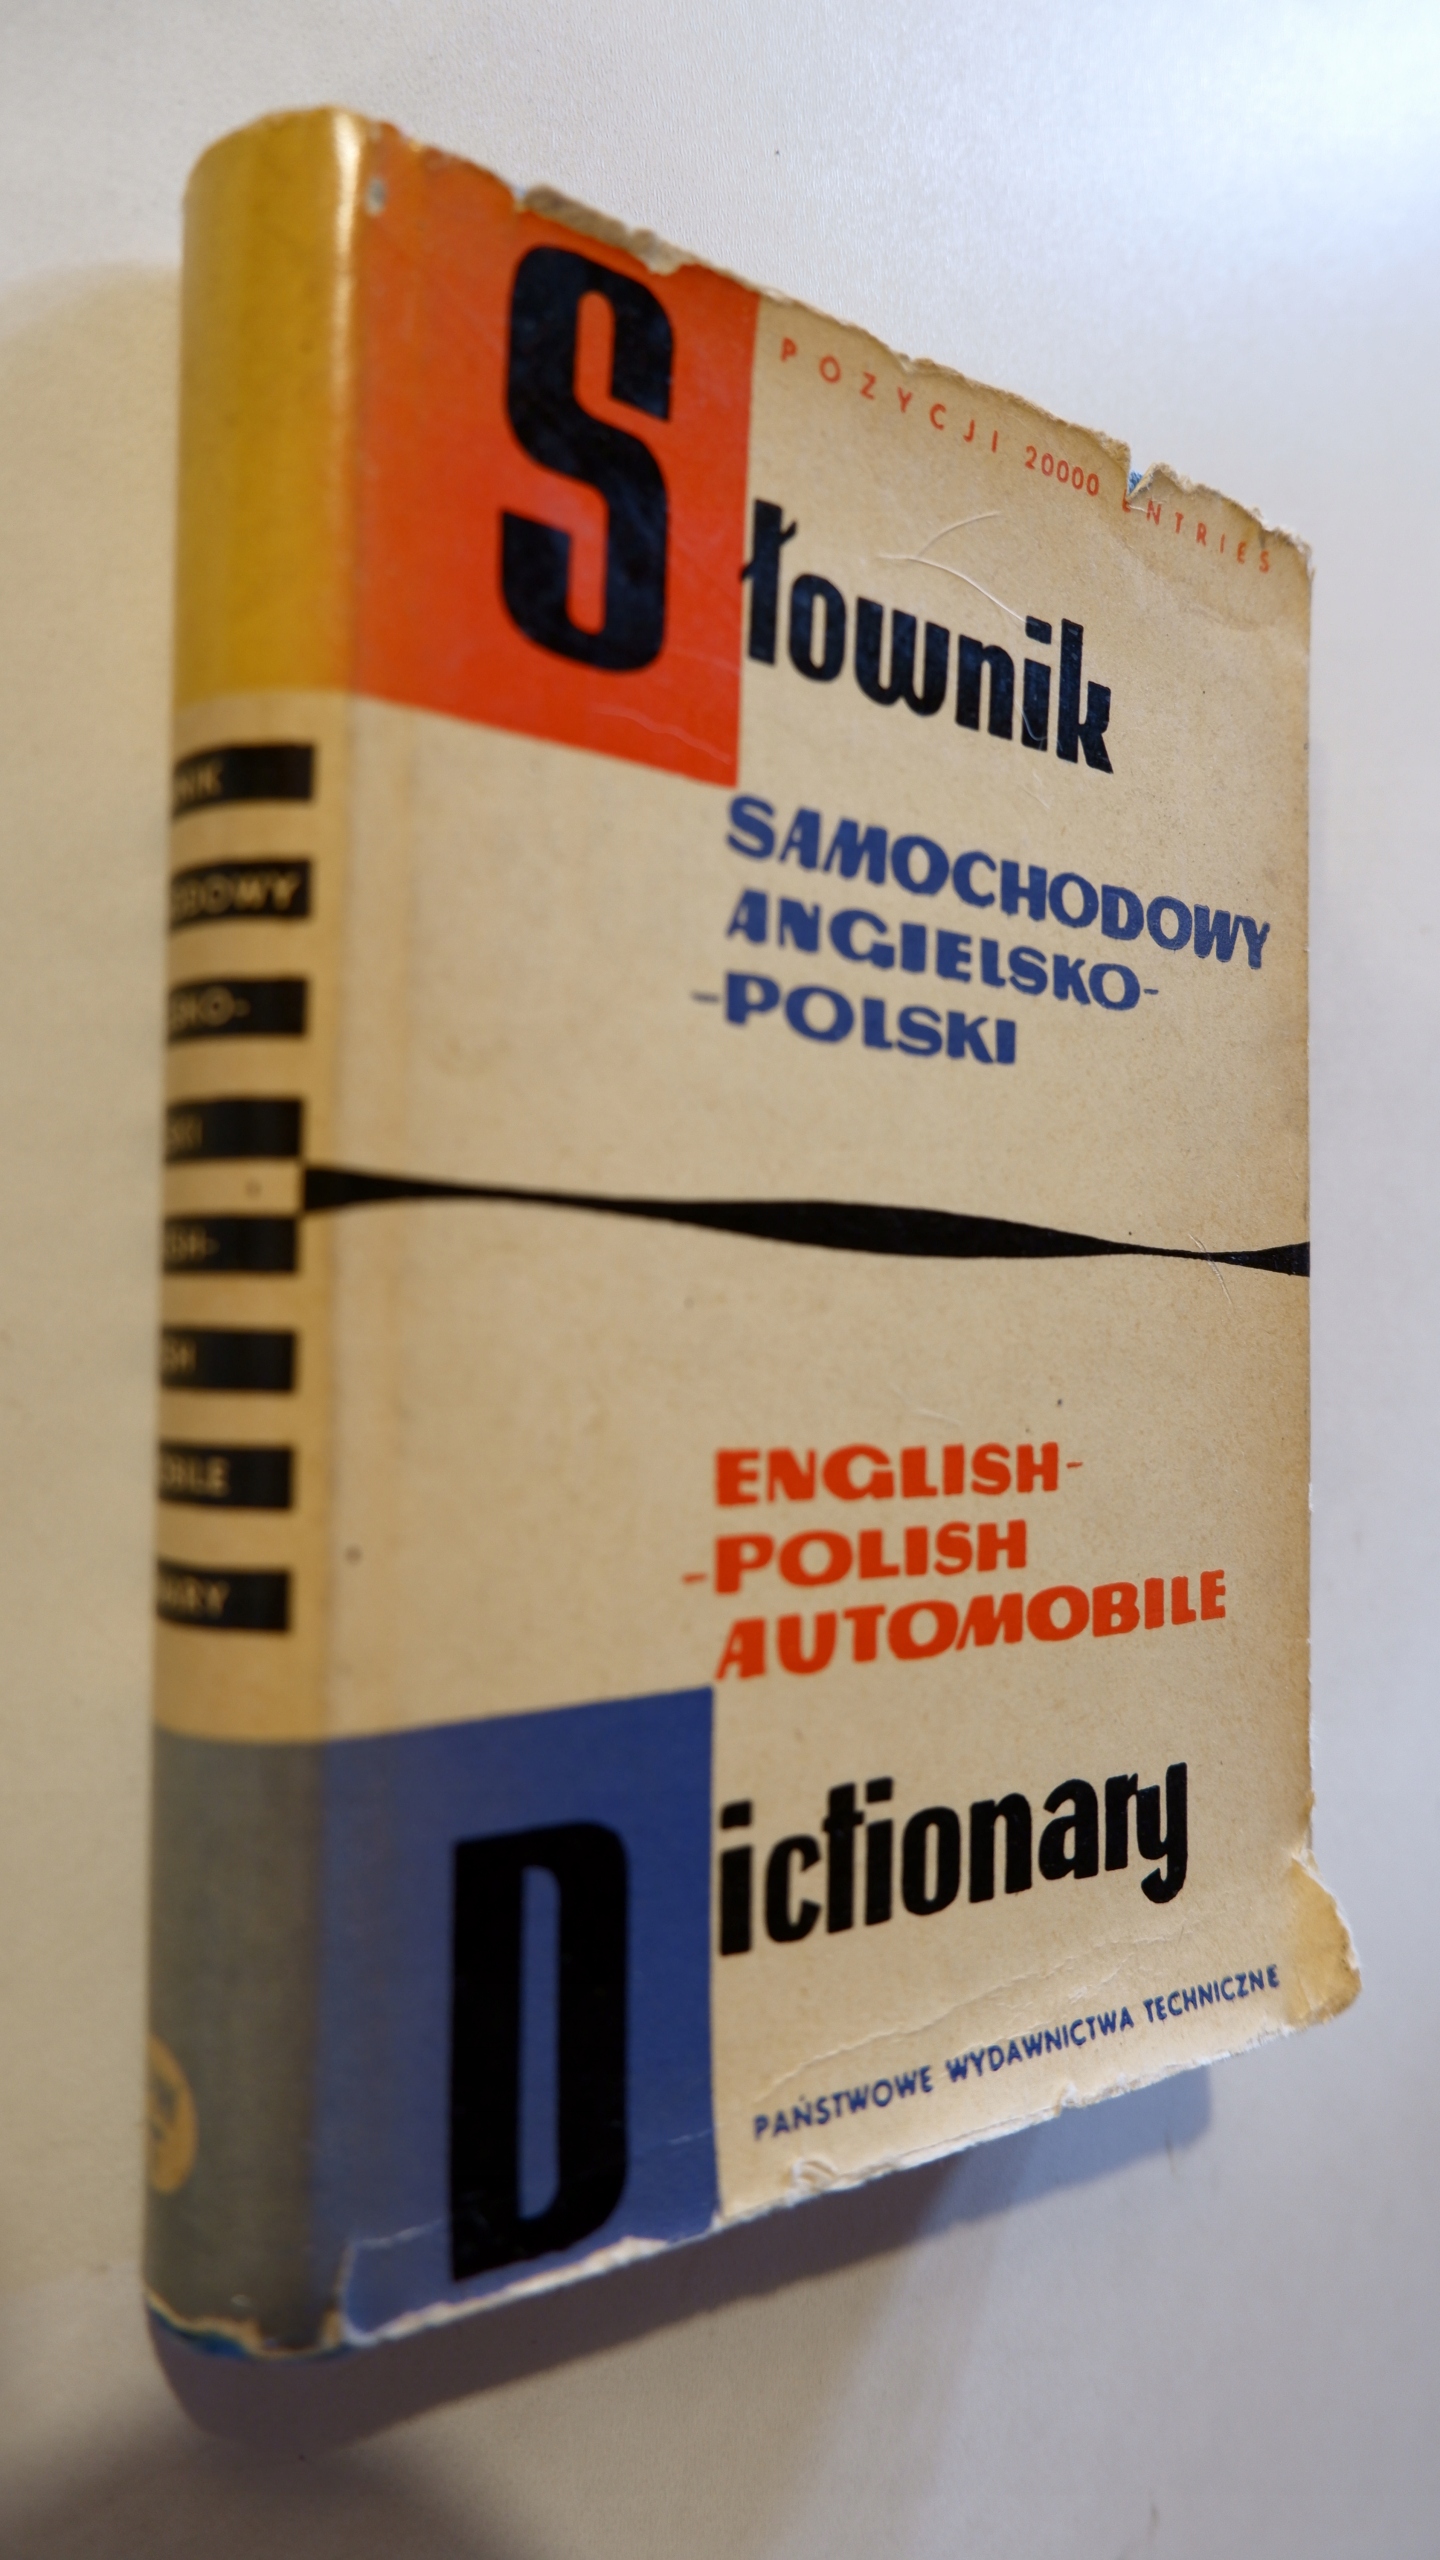 POZYCJI 20000 ENTRIES
Słownik
SAMOCHODOWY
ANGIELSKO-
-POLSKI
ENGLISH-
-POLISH
AUTOMOBILE
Dictionary
PAŃSTWOWE WYDAWNICTWA TECHNICZNE